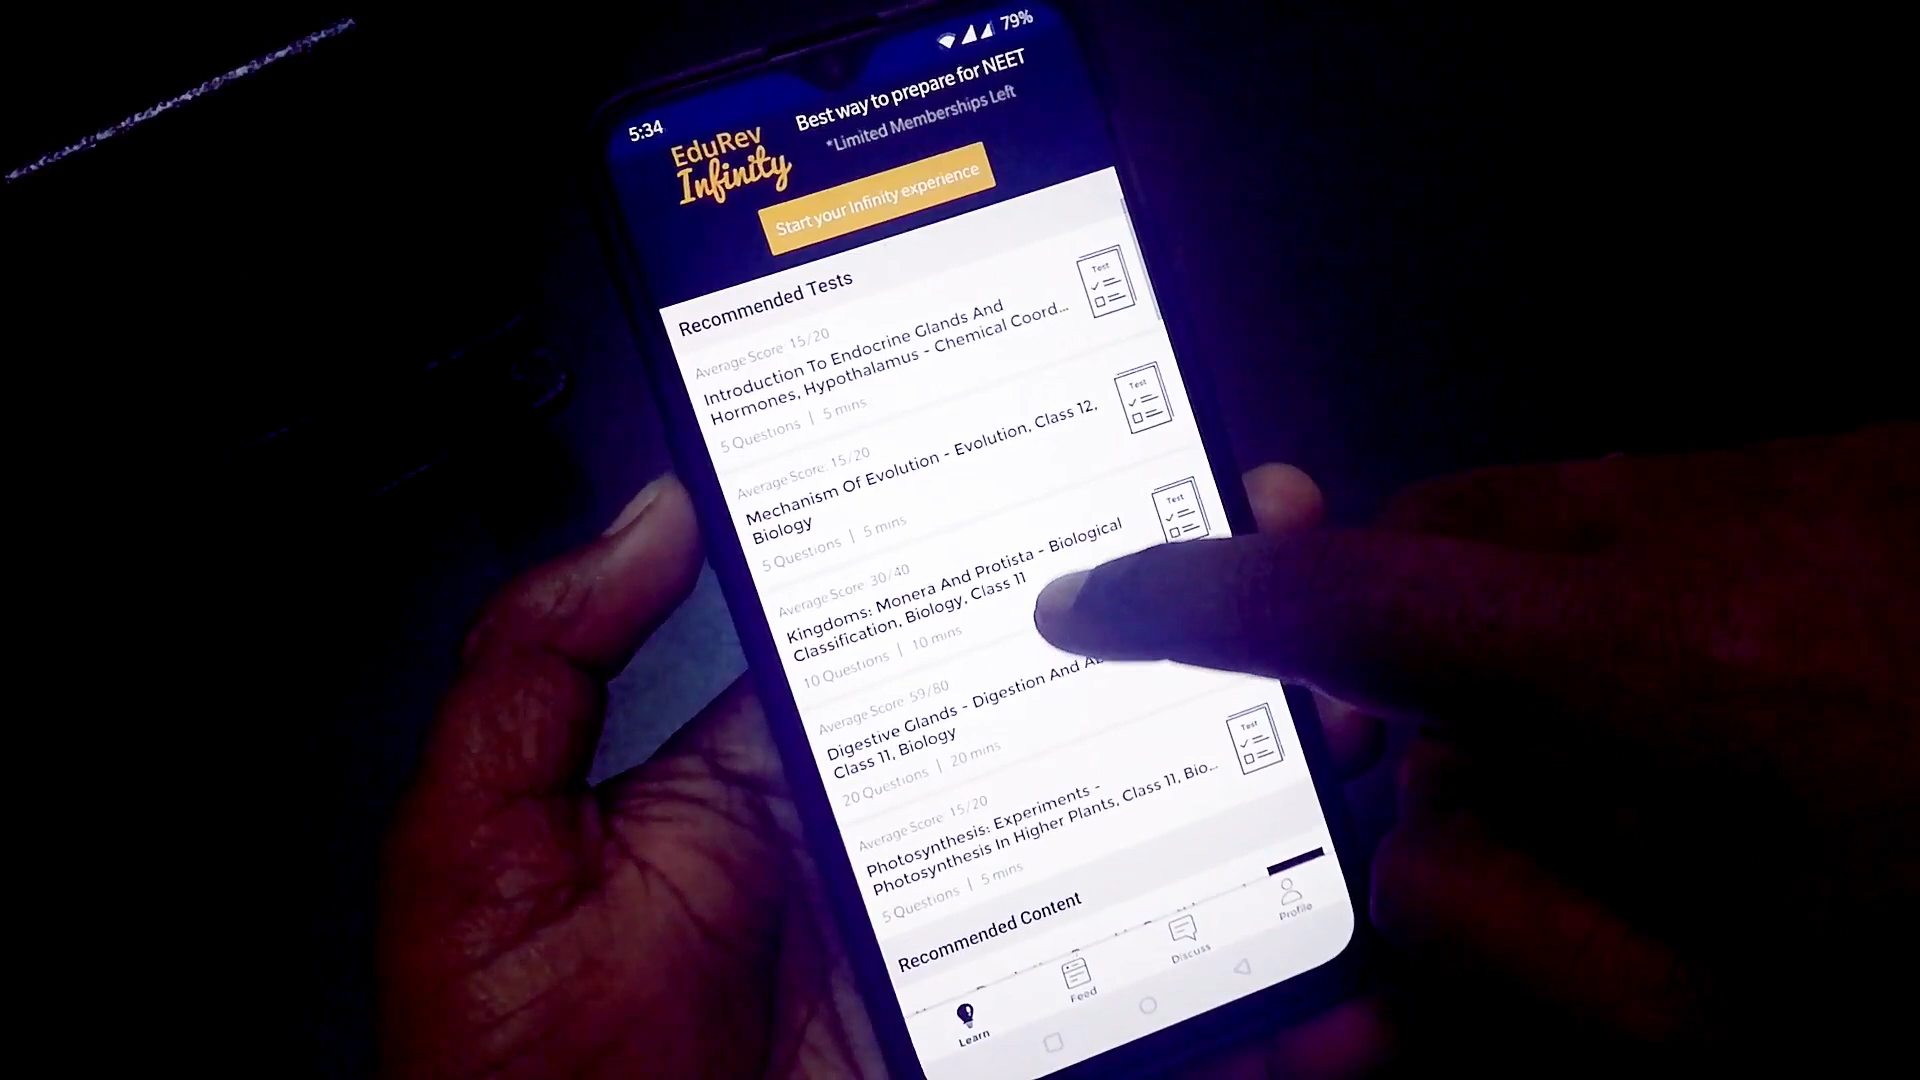 79%
5:34
EduRev
Infinity
Best way to prepare for NEET
*Limited Memberships Left
Start your Infinity experience
Recommended Tests
Average Score: 15/20
Introduction To Endocrine Glands And
Hormones, Hypothalamus - Chemical Coord...
5 Questions | 5 mins
Test
Average Score: 15/20
Mechanism Of Evolution - Evolution, Class 12,
Biology
5 Questions | 5 mins
Test
Average Score: 30/40
Kingdoms: Monera And Protista - Biological
Classification, Biology, Class 11
10 Questions | 10 mins
Test
Average Score: 59/80
Digestive Glands - Digestion And
Class 11, Biology
20 Questions | 20 mins
Average Score: 15/20
Photosynthesis: Experiments -
Photosynthesis In Higher Plants, Class 11, Bio...
5 Questions | 5 mins
Test
Recommended Content
Learn
Feed
Discuss
Profile